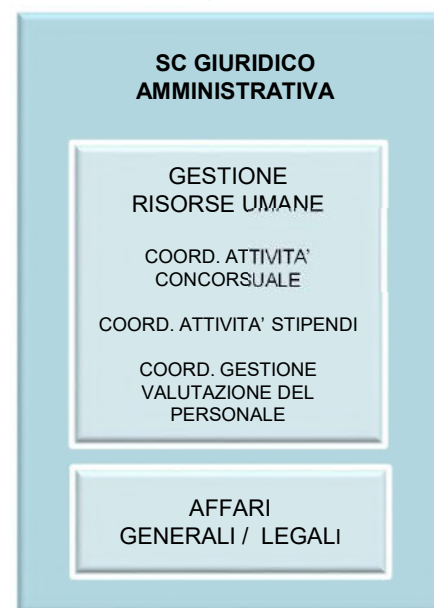 SC GIURIDICO
AMMINISTRATIVA
GESTIONE
RISORSE UMANE
COORD. ATTIVITA'
CONCORSUALE
COORD. ATTIVITA' STIPENDI
COORD. GESTIONE
VALUTAZIONE DEL
PERSONALE
AFFARI
GENERALI / LEGALI